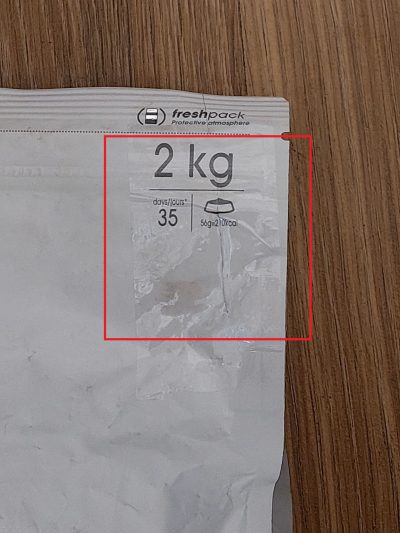 freshpack
Protective atmosphere
2 kg
days/jours*
35
56g=210kcal